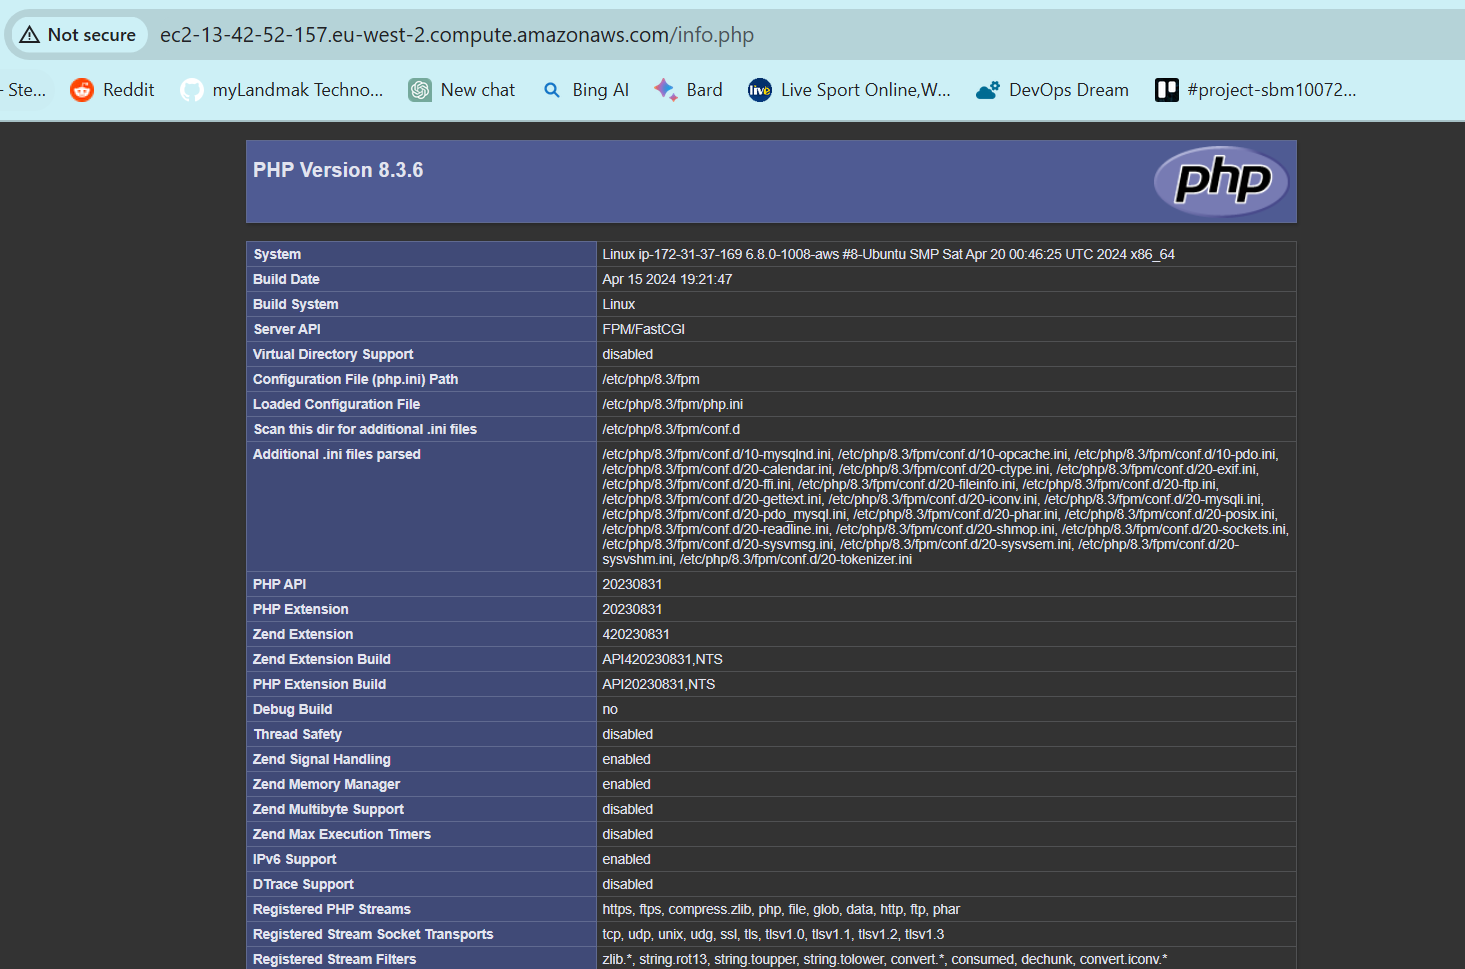 Not secure ec2-13-42-52-157.eu-west-2.compute.amazonaws.com/info.php
- Ste... Reddit myLandmak Techno... New chat Bing AI Bard live Live Sport Online,W... DevOps Dream #project-sbm10072...
PHP Version 8.3.6 php
System Linux ip-172-31-37-169 6.8.0-1008-aws #8-Ubuntu SMP Sat Apr 20 00:46:25 UTC 2024 x86_64
Build Date Apr 15 2024 19:21:47
Build System Linux
Server API FPM/FastCGI
Virtual Directory Support disabled
Configuration File (php.ini) Path /etc/php/8.3/fpm
Loaded Configuration File /etc/php/8.3/fpm/php.ini
Scan this dir for additional .ini files /etc/php/8.3/fpm/conf.d
Additional .ini files parsed /etc/php/8.3/fpm/conf.d/10-mysqlnd.ini, /etc/php/8.3/fpm/conf.d/10-opcache.ini, /etc/php/8.3/fpm/conf.d/10-pdo.ini,
/etc/php/8.3/fpm/conf.d/20-calendar.ini, /etc/php/8.3/fpm/conf.d/20-ctype.ini, /etc/php/8.3/fpm/conf.d/20-exif.ini,
/etc/php/8.3/fpm/conf.d/20-ffi.ini, /etc/php/8.3/fpm/conf.d/20-fileinfo.ini, /etc/php/8.3/fpm/conf.d/20-ftp.ini,
/etc/php/8.3/fpm/conf.d/20-gettext.ini, /etc/php/8.3/fpm/conf.d/20-iconv.ini, /etc/php/8.3/fpm/conf.d/20-mysqli.ini,
/etc/php/8.3/fpm/conf.d/20-pdo_mysql.ini, /etc/php/8.3/fpm/conf.d/20-phar.ini, /etc/php/8.3/fpm/conf.d/20-posix.ini,
/etc/php/8.3/fpm/conf.d/20-readline.ini, /etc/php/8.3/fpm/conf.d/20-shmop.ini, /etc/php/8.3/fpm/conf.d/20-sockets.ini,
/etc/php/8.3/fpm/conf.d/20-sysvmsg.ini, /etc/php/8.3/fpm/conf.d/20-sysvsem.ini, /etc/php/8.3/fpm/conf.d/20-
sysvshm.ini, /etc/php/8.3/fpm/conf.d/20-tokenizer.ini
PHP API 20230831
PHP Extension 20230831
Zend Extension 420230831
Zend Extension Build API420230831,NTS
PHP Extension Build API20230831,NTS
Debug Build no
Thread Safety disabled
Zend Signal Handling enabled
Zend Memory Manager enabled
Zend Multibyte Support disabled
Zend Max Execution Timers disabled
IPv6 Support enabled
DTrace Support disabled
Registered PHP Streams https, ftps, compress.zlib, php, file, glob, data, http, ftp, phar
Registered Stream Socket Transports tcp, udp, unix, udg, ssl, tls, tlsv1.0, tlsv1.1, tlsv1.2, tlsv1.3
Registered Stream Filters zlib.*, string.rot13, string.toupper, string.tolower, convert.*, consumed, dechunk, convert.iconv.*